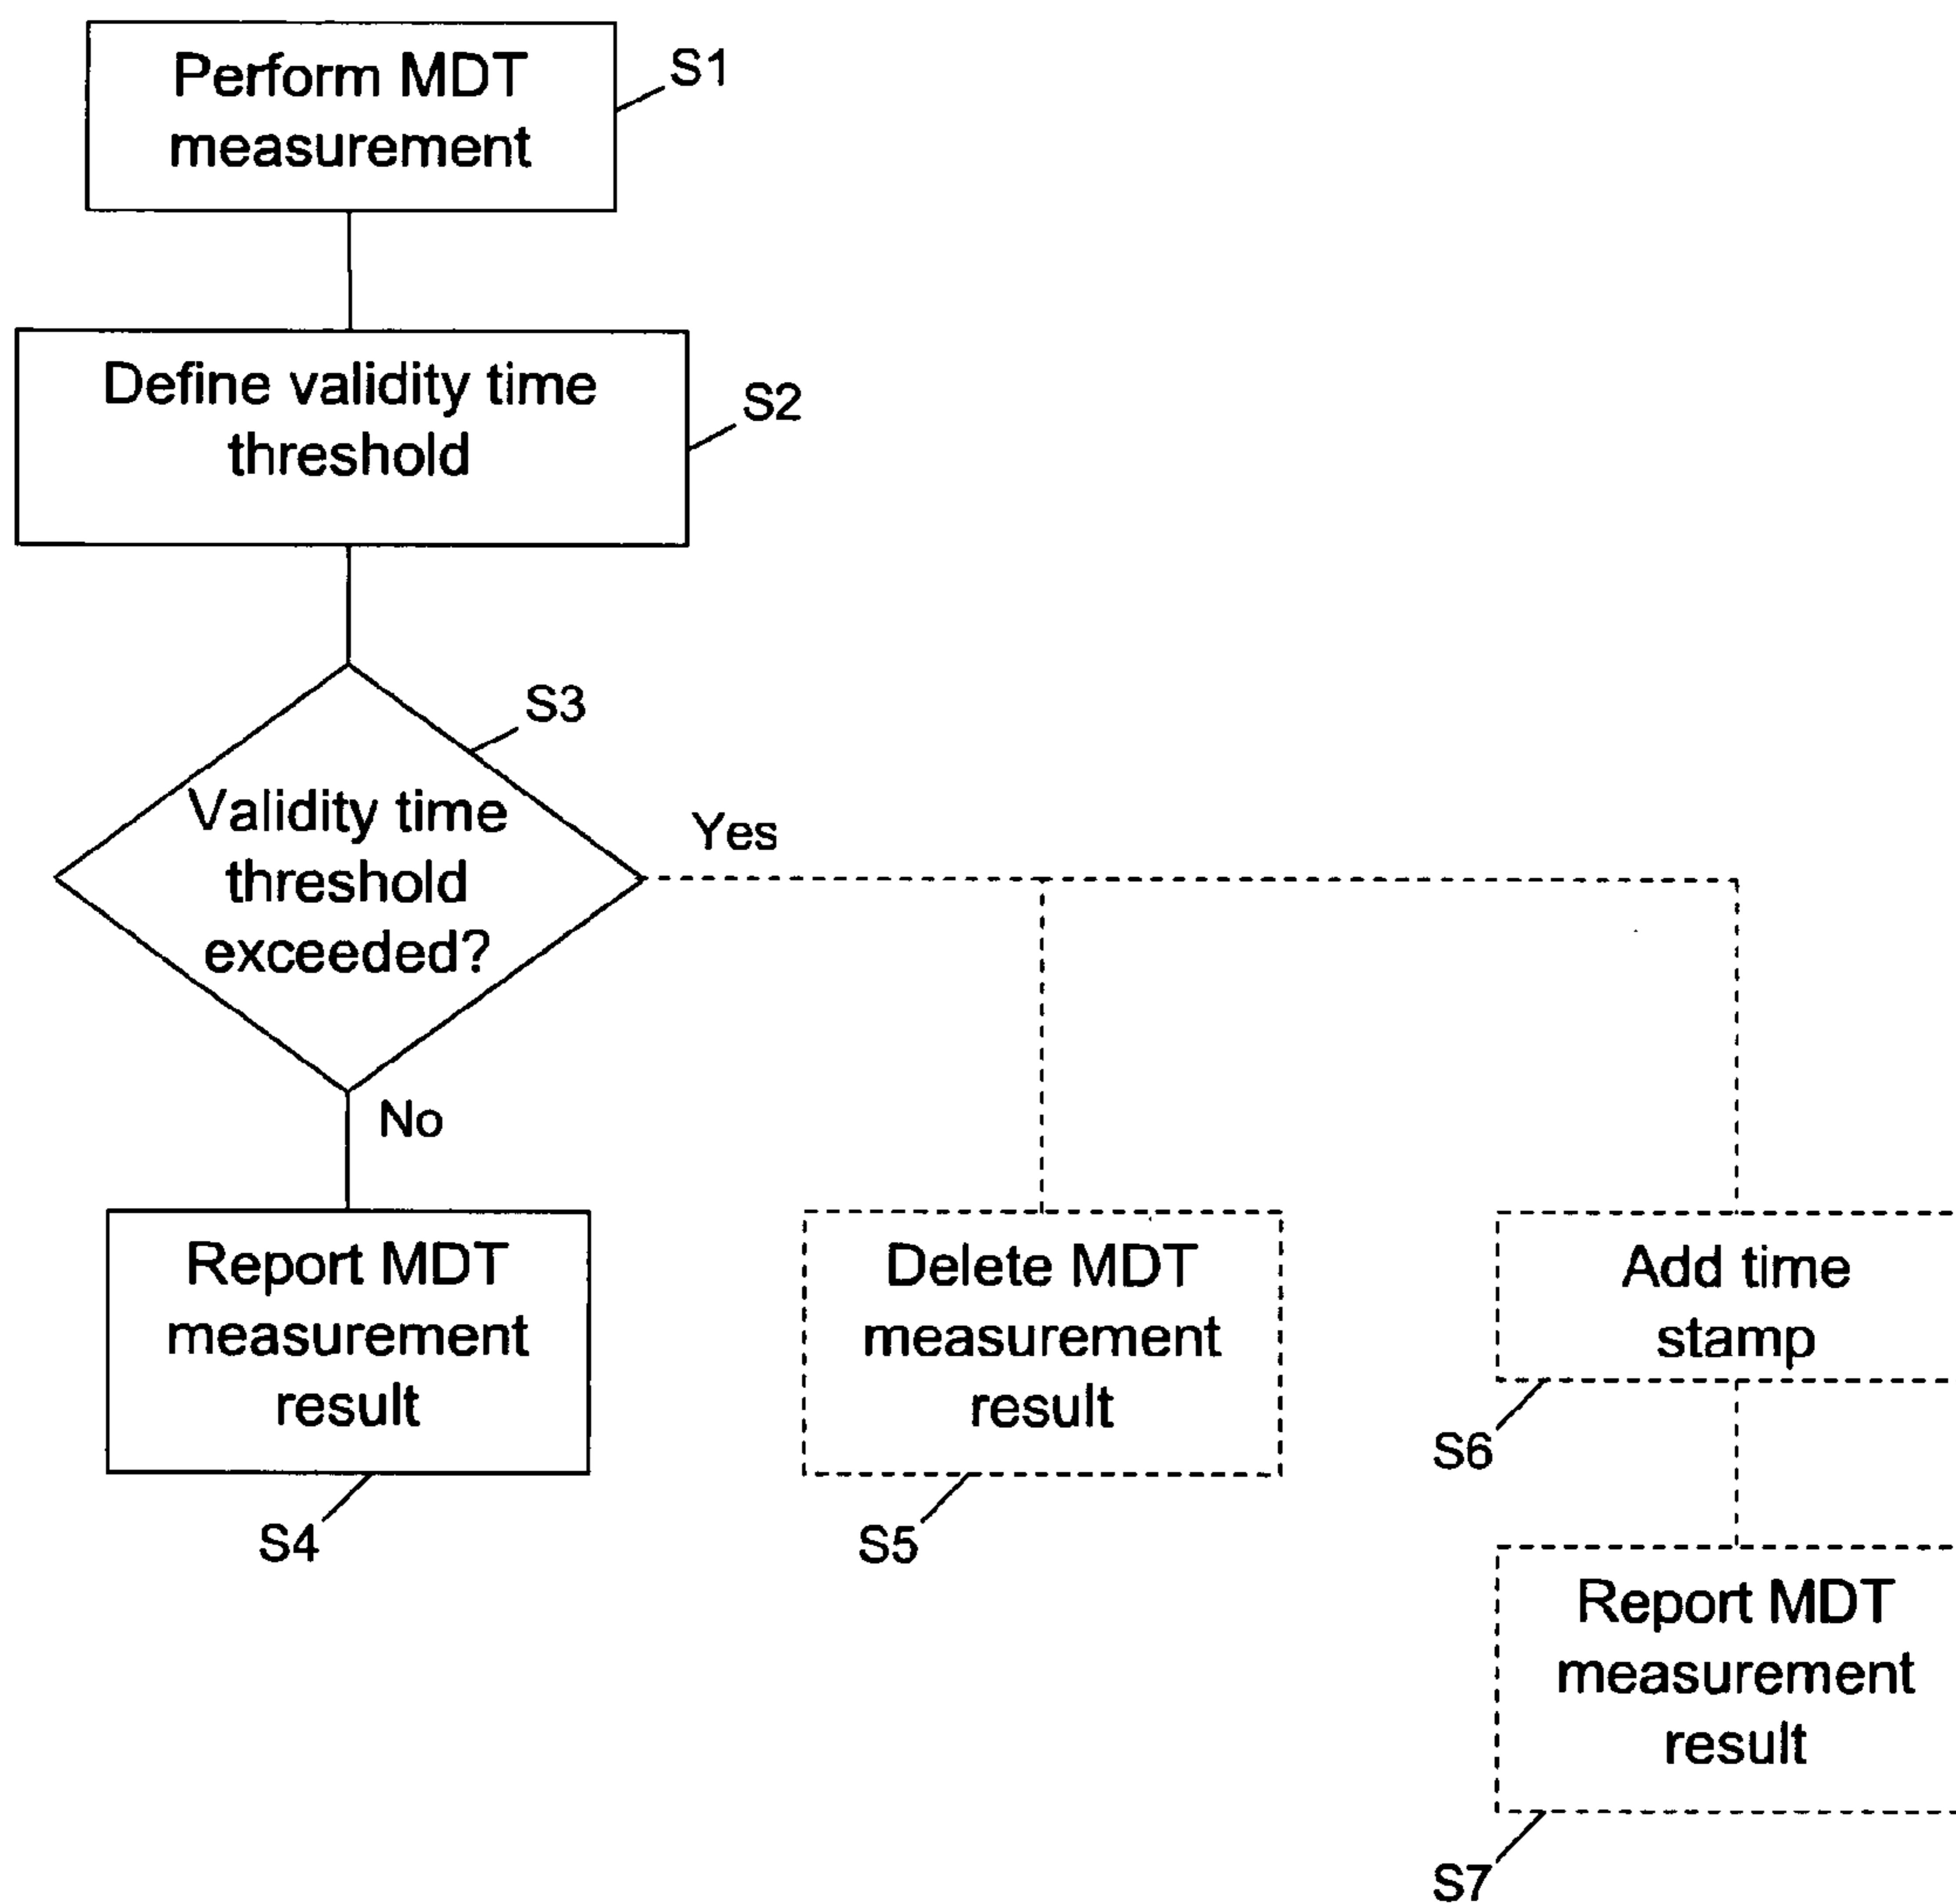 Perform MDT
measurement
S1
Define validity time
threshold
S2
S3
Validity time
threshold
exceeded?
Yes
No
Report MDT
measurement
result
S4
Delete MDT
measurement
result
S5
Add time
stamp
S6
Report MDT
measurement
result
S7